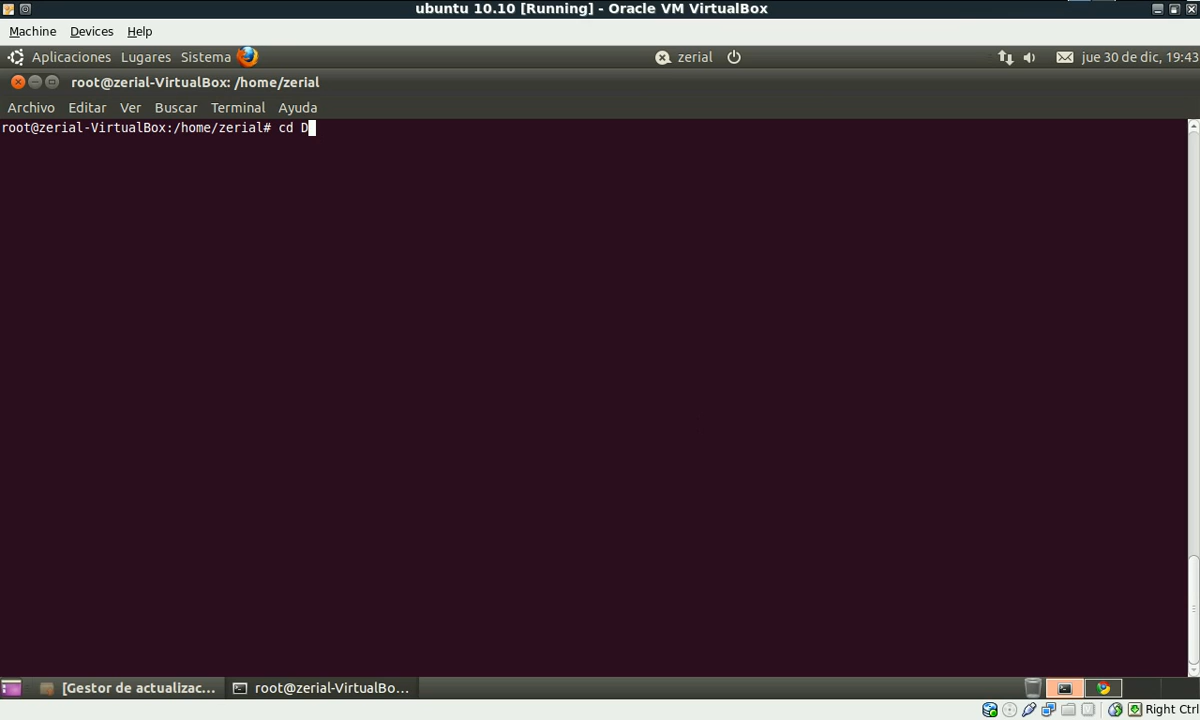 ubuntu 10.10 [Running] - Oracle VM VirtualBox
Machine Devices Help
Aplicaciones Lugares Sistema zerial jue 30 de dic, 19:43
root@zerial-VirtualBox: /home/zerial
Archivo Editar Ver Buscar Terminal Ayuda
root@zerial-VirtualBox:/home/zerial# cd D
[Gestor de actualizac... root@zerial-VirtualBo...
Right Ctrl